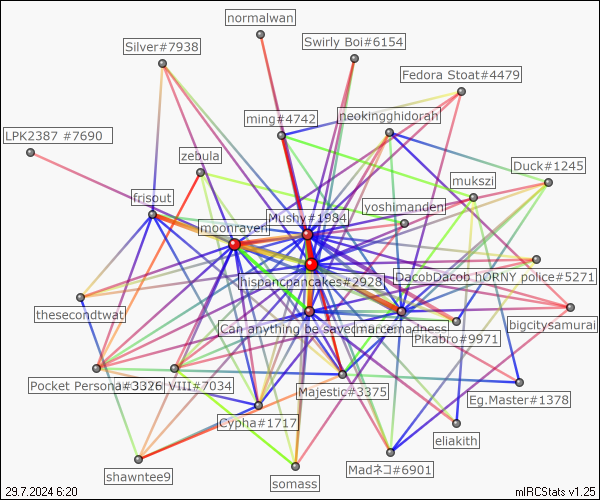 normalwan
Swirly Boi#6154
Silver#7938
Fedora Stoat#4479
ming#4742
neokingghidorah
LPK2387 #7690
zebula
Duck#1245
mukszi
frisout
yoshimanden
Mushy#1984
moonraven
DacobDacob
hORNY police#5271
hispancpancakes#2928
thesecondtwat
bigcitysamurai
Can anything be saved
marcermadness
Pikabro#9971
Pocket Persona#3326
VIII#7034
Majestic#3375
Eg.Master#1378
Cypha#1717
eliakith
shawntee9
somass
Madネコ#6901
29.7.2024 6:20
mIRCStats v1.25